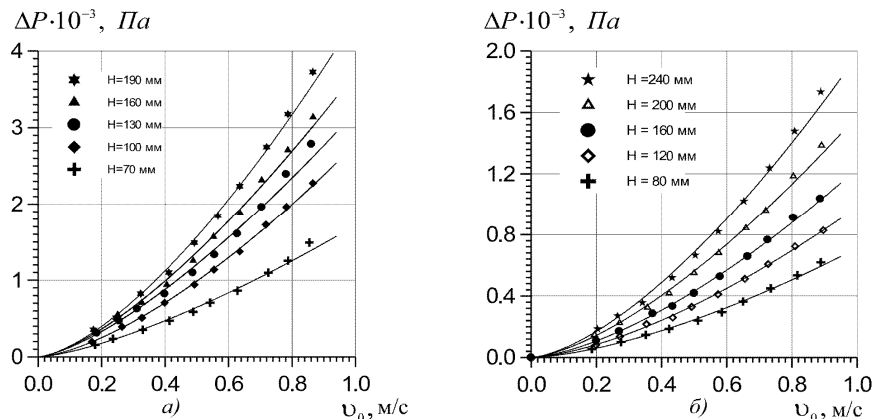 ΔP·10⁻³, Па
4
3
2
1
0
H=190 мм
H=160 мм
H=130 мм
H=100 мм
H=70 мм
0.0 0.2 0.4 0.6 0.8 1.0
а)
υ₀, м/с
ΔP·10⁻³, Па
2.0
1.6
1.2
0.8
0.4
0.0
H = 240 мм
H = 200 мм
H = 160 мм
H = 120 мм
H = 80 мм
0.0 0.2 0.4 0.6 0.8 1.0
б)
υ₀, м/с